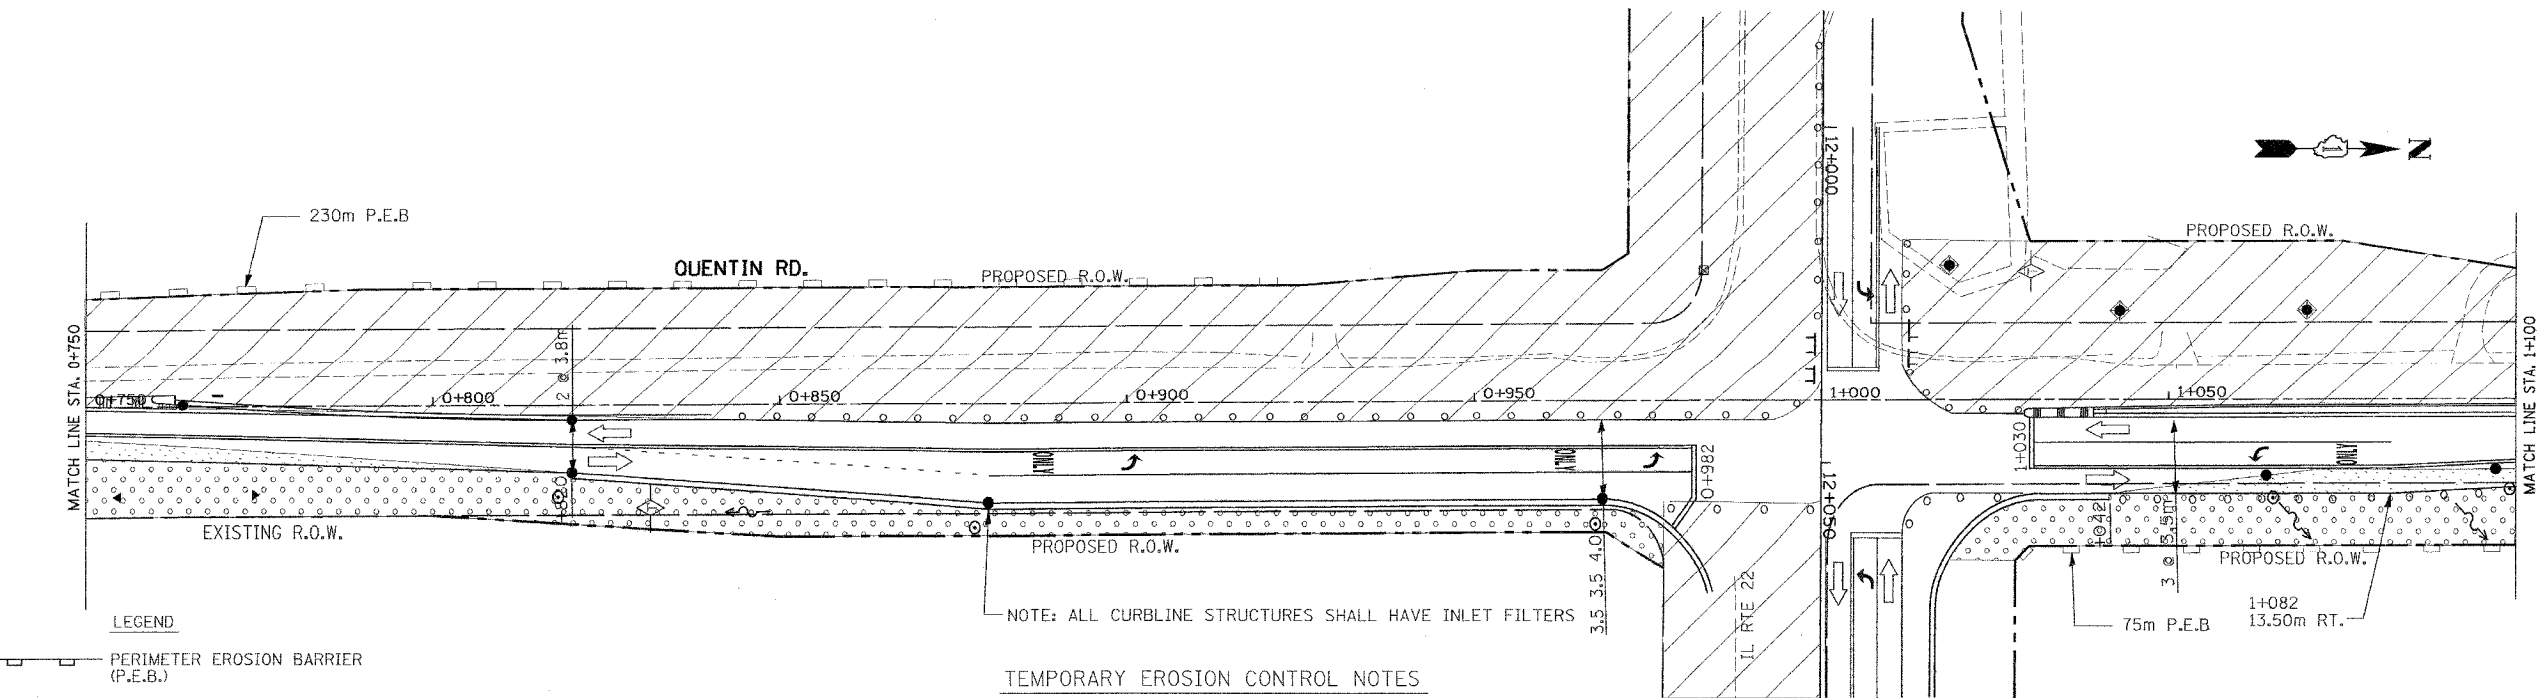 230m P.E.B
QUENTIN RD.
PROPOSED R.O.W.
PROPOSED R.O.W.
N
MATCH LINE STA. 0+750
MATCH LINE STA. 1+100
12+000
2 @ 3.8m
0+750
0+800
0+850
0+900
0+950
1+000
1+050
ONLY
ONLY
ONLY
0+982
1+030
12+050
1+042
3 @ 3.5m
3.5 3.5 4.0
EXISTING R.O.W.
PROPOSED R.O.W.
PROPOSED R.O.W.
NOTE: ALL CURBLINE STRUCTURES SHALL HAVE INLET FILTERS
IL RTE 22
75m P.E.B
1+082
13.50m RT.
LEGEND
PERIMETER EROSION BARRIER
(P.E.B.)
TEMPORARY EROSION CONTROL NOTES